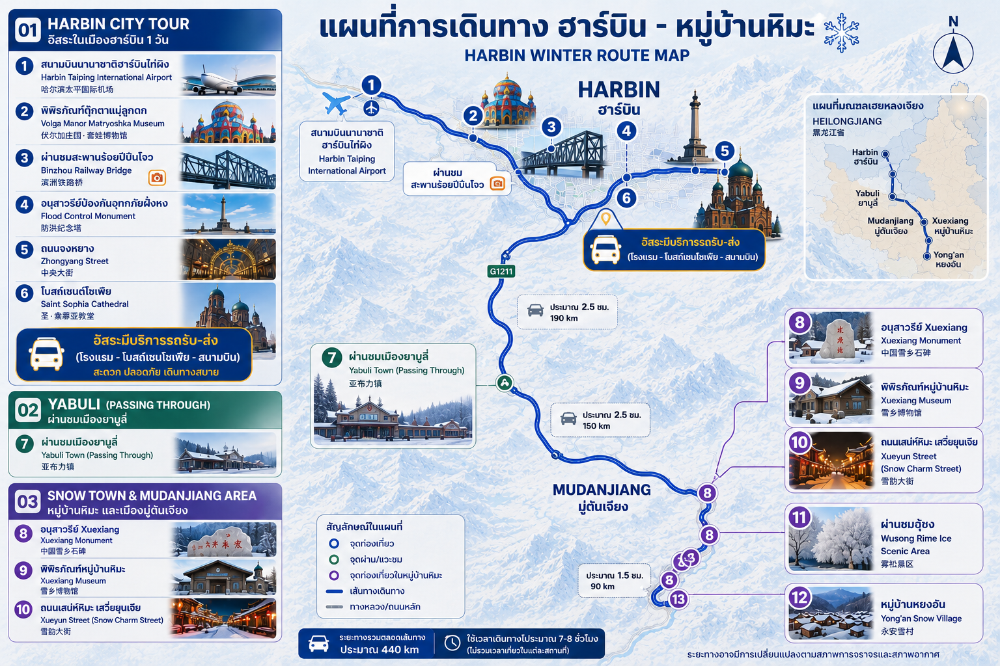 แผนที่การเดินทาง ฮาร์บิน - หมู่บ้านหิมะ
HARBIN WINTER ROUTE MAP
N
01
HARBIN CITY TOUR
อิสระในเมืองฮาร์บิน 1 วัน
1
สนามบินนานาชาติฮาร์บินไท่ผิง
Harbin Taiping International Airport
哈尔滨太平国际机场
2
พิพิธภัณฑ์ตุ๊กตาแม่ลูกดก
Volga Manor Matryoshka Museum
伏尔加庄园·套娃博物馆
3
ผ่านชมสะพานร้อยปีปินโจว
Binzhou Railway Bridge
滨洲铁路桥
4
อนุสาวรีย์ป้องกันอุทกภัยฝั่งหง
Flood Control Monument
防洪纪念塔
5
ถนนจงหยาง
Zhongyang Street
中央大街
6
โบสถ์เซนต์โซเฟีย
Saint Sophia Cathedral
อิสระมีบริการรถรับ-ส่ง
(โรงแรม - โบสถ์เซนโซเฟีย - สนามบิน)
สะดวก ปลอดภัย เดินทางสบาย
02
YABULI (PASSING THROUGH)
ผ่านชมเมืองยาบูลี่
7
ผ่านชมเมืองยาบูลี่
Yabuli Town (Passing Through)
亚布力镇
03
SNOW TOWN & MUDANJIANG AREA
หมู่บ้านหิมะ และเมืองมู่ตันเจียง
8
อนุสาวรีย์ Xuexiang
Xuexiang Monument
中國雪乡石碑
9
พิพิธภัณฑ์หมู่บ้านหิมะ
Xuexiang Museum
雪乡博物馆
10
ถนนเสน่ห์หิมะ เสวี่ยยุนเจีย
Xueyun Street (Snow Charm Street)
雪韵大街
1
สนามบินนานาชาติ
ฮาร์บินไท่ผิง
Harbin Taiping
International Airport
2
3
ผ่านชม
สะพานร้อยปีปินโจว
HARBIN
ฮาร์บิน
4
5
6
อิสระมีบริการรถรับ-ส่ง
(โรงแรม - โบสถ์เซนโซเฟีย - สนามบิน)
G1211
ประมาณ 2.5 ชม.
190 km
7
ผ่านชมเมืองยาบูลี่
Yabuli Town (Passing Through)
亚布力镇
ประมาณ 2.5 ชม.
150 km
MUDANJIANG
มู่ตันเจียง
8
8
8
13
ประมาณ 1.5 ชม.
90 km
สัญลักษณ์ในแผนที่
จุดท่องเที่ยว
จุดผ่าน/แวะชม
จุดท่องเที่ยวในหมู่บ้านหิมะ
เส้นทางเดินทาง
ทางหลวง/ถนนหลัก
ระยะทางรวมตลอดเส้นทาง
ประมาณ 440 km
ใช้เวลาเดินทางไประมาณ 7-8 ชั่วโมง
(ไม่รวมเวลาเที่ยวในแต่ละสถานที่)
แผนที่มณฑลเฮยหลงเจียง
HEILONGJIANG
黑龙江省
Harbin
ฮาร์บิน
Yabuli
ยาบูลี่
Mudanjiang
มู่ตันเจียง
Xuexiang
หมู่บ้านหิมะ
Yong'an
หยงอัน
8
อนุสาวรีย์ Xuexiang
Xuexiang Monument
中国雪乡石碑
9
พิพิธภัณฑ์หมู่บ้านหิมะ
Xuexiang Museum
雪乡博物馆
10
ถนนเสน่ห์หิมะ เสวี่ยยุนเจีย
Xueyun Street
(Snow Charm Street)
雪韵大街
11
ผ่านชมฉู้ซง
Wusong Rime Ice
Scenic Area
雾松景区
12
หมู่บ้านหยงอัน
Yong'an Snow Village
永安雪村
ระยะทางอาจมีการเปลี่ยนแปลงตามสภาพการจราจรและสภาพอากาศ